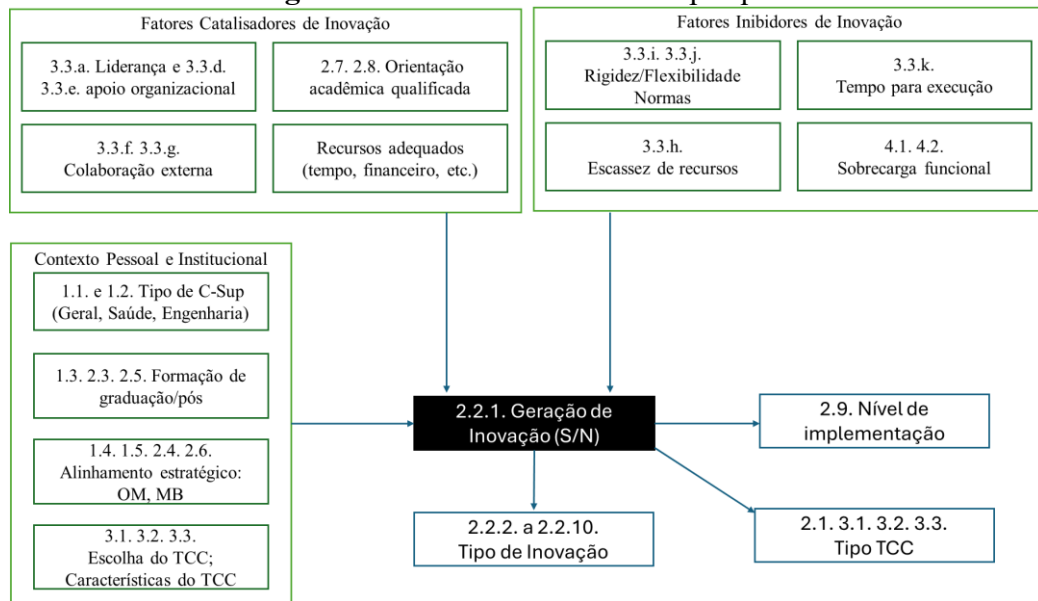 Fatores Catalisadores de Inovação
3.3.a. Liderança e 3.3.d.
3.3.e. apoio organizacional
2.7. 2.8. Orientação
acadêmica qualificada
3.3.f. 3.3.g.
Colaboração externa
Recursos adequados
(tempo, financeiro, etc.)
Fatores Inibidores de Inovação
3.3.i. 3.3.j.
Rigidez/Flexibilidade
Normas
3.3.k.
Tempo para execução
3.3.h.
Escassez de recursos
4.1. 4.2.
Sobrecarga funcional
Contexto Pessoal e Institucional
1.1. e 1.2. Tipo de C-Sup
(Geral, Saúde, Engenharia)
1.3. 2.3. 2.5. Formação de
graduação/pós
1.4. 1.5. 2.4. 2.6.
Alinhamento estratégico:
OM, MB
3.1. 3.2. 3.3.
Escolha do TCC;
Características do TCC
2.2.1. Geração de
Inovação (S/N)
2.9. Nível de
implementação
2.2.2. a 2.2.10.
Tipo de Inovação
2.1. 3.1. 3.2. 3.3.
Tipo TCC